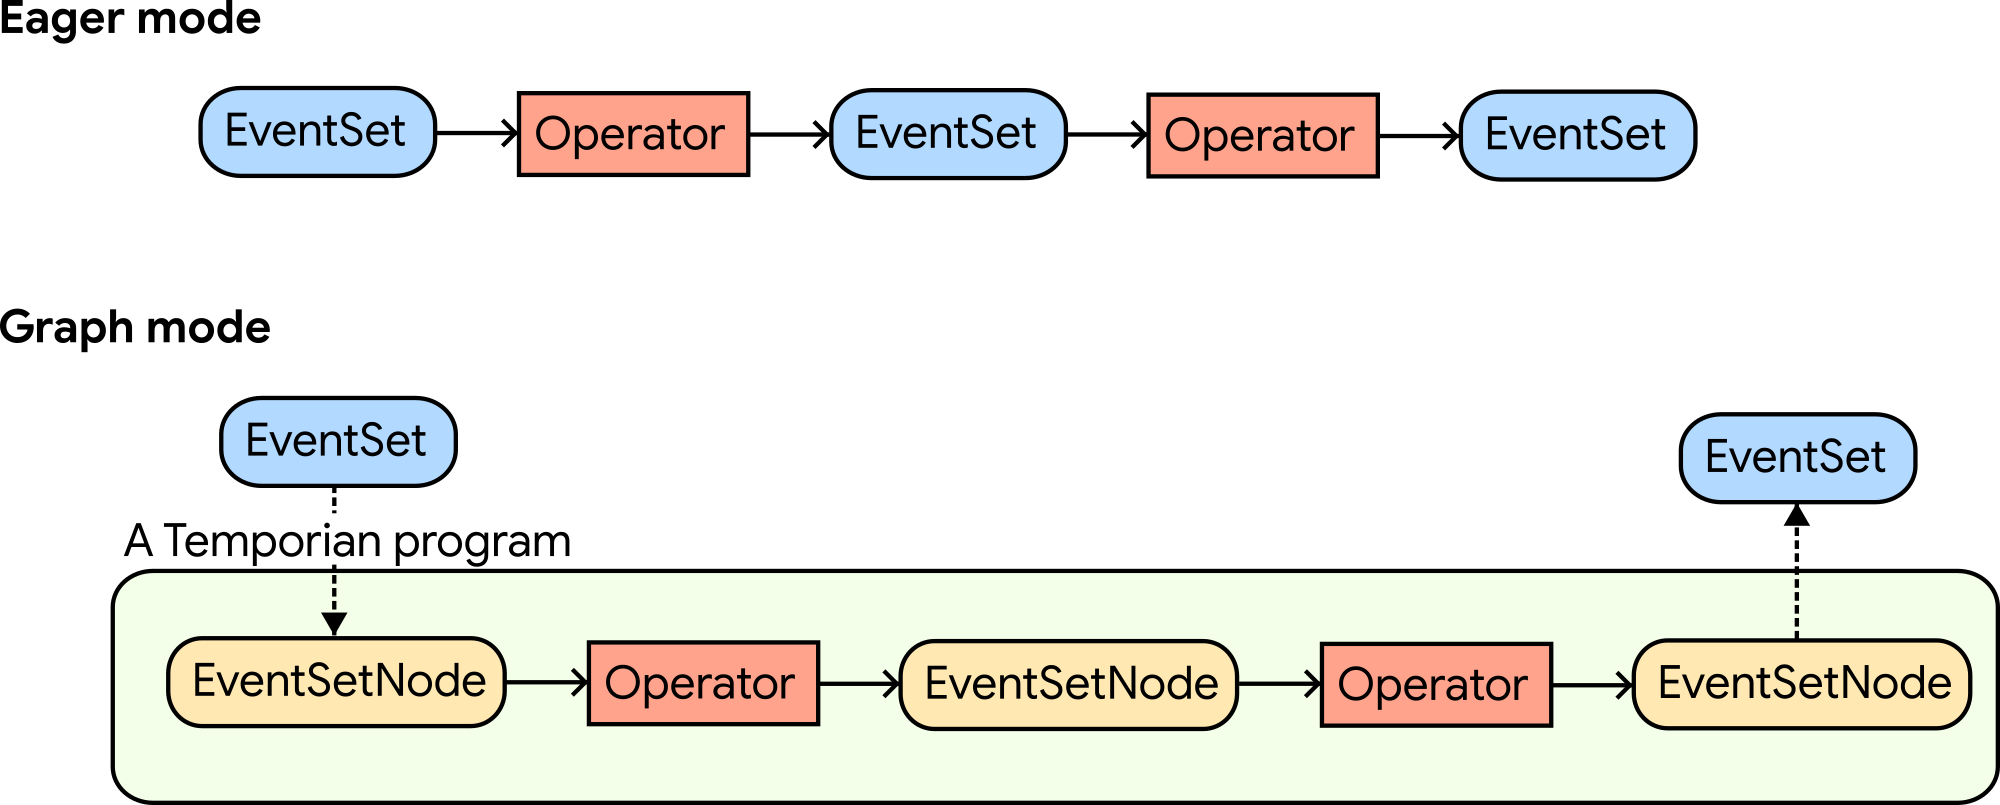 Eager mode
EventSet
Operator
EventSet
Operator
EventSet
Graph mode
EventSet
EventSet
A Temporian program
EventSetNode
Operator
EventSetNode
Operator
EventSetNode